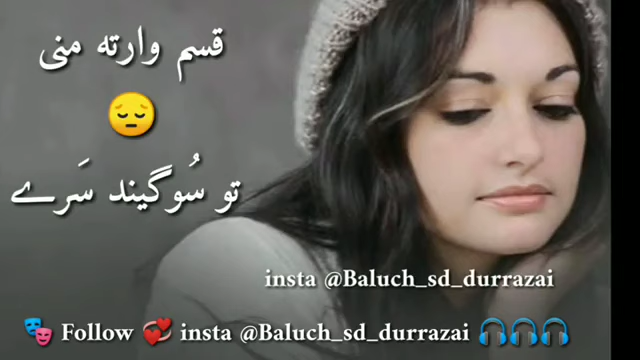 قسم وارته منی
😔
تو سُوگیند سَرے
insta @Baluch_sd_durrazai
🎭 Follow 💞 insta @Baluch_sd_durrazai 🎧🎧🎧